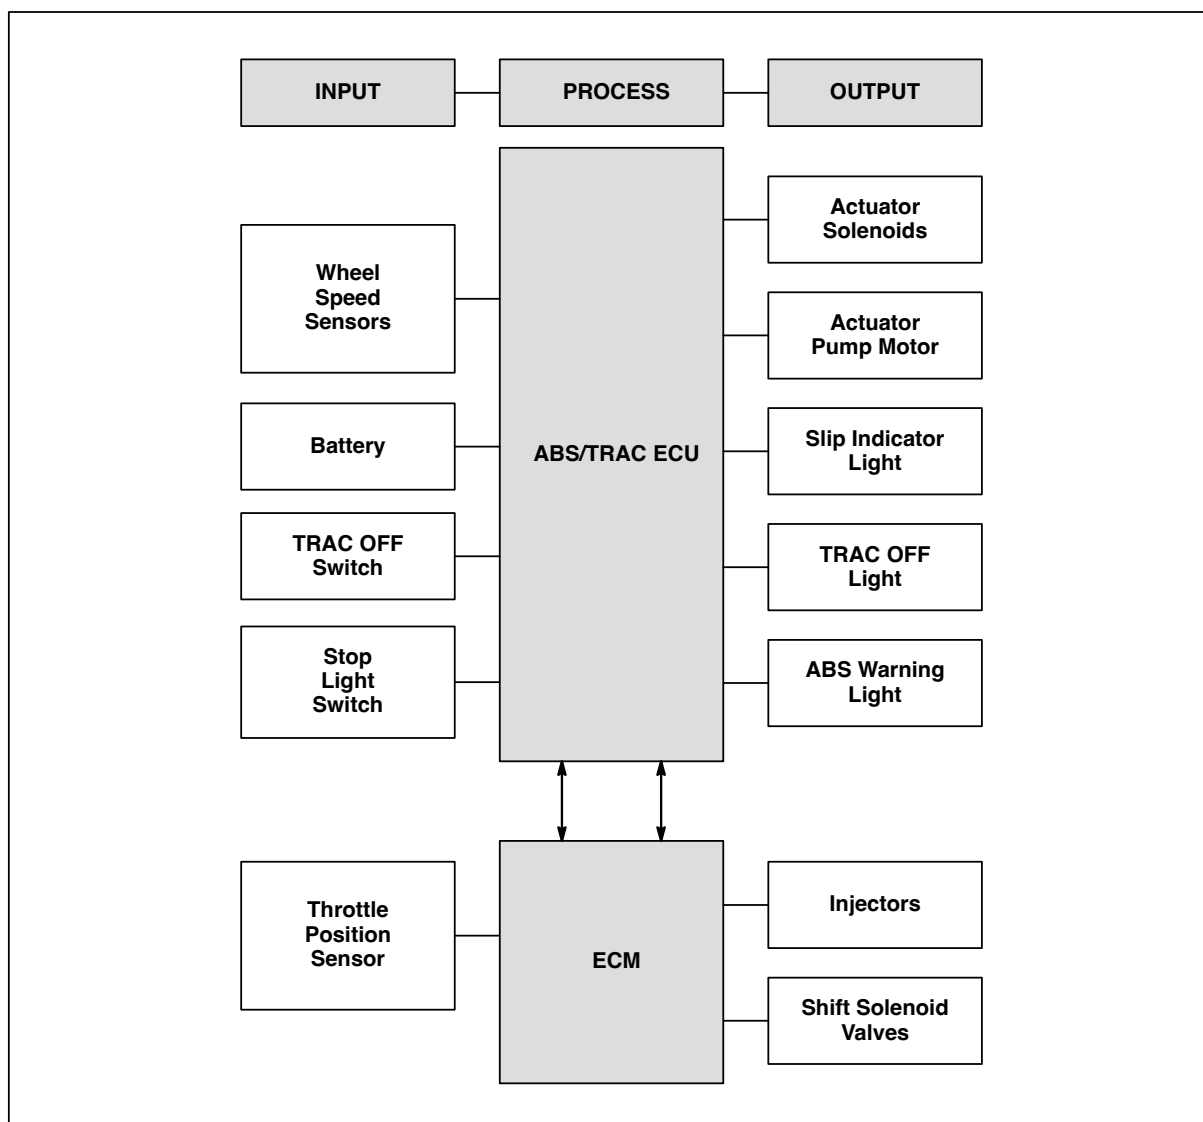 INPUT
PROCESS
OUTPUT
Wheel
Speed
Sensors
Battery
TRAC OFF
Switch
Stop
Light
Switch
ABS/TRAC ECU
Actuator
Solenoids
Actuator
Pump Motor
Slip Indicator
Light
TRAC OFF
Light
ABS Warning
Light
Throttle
Position
Sensor
ECM
Injectors
Shift Solenoid
Valves